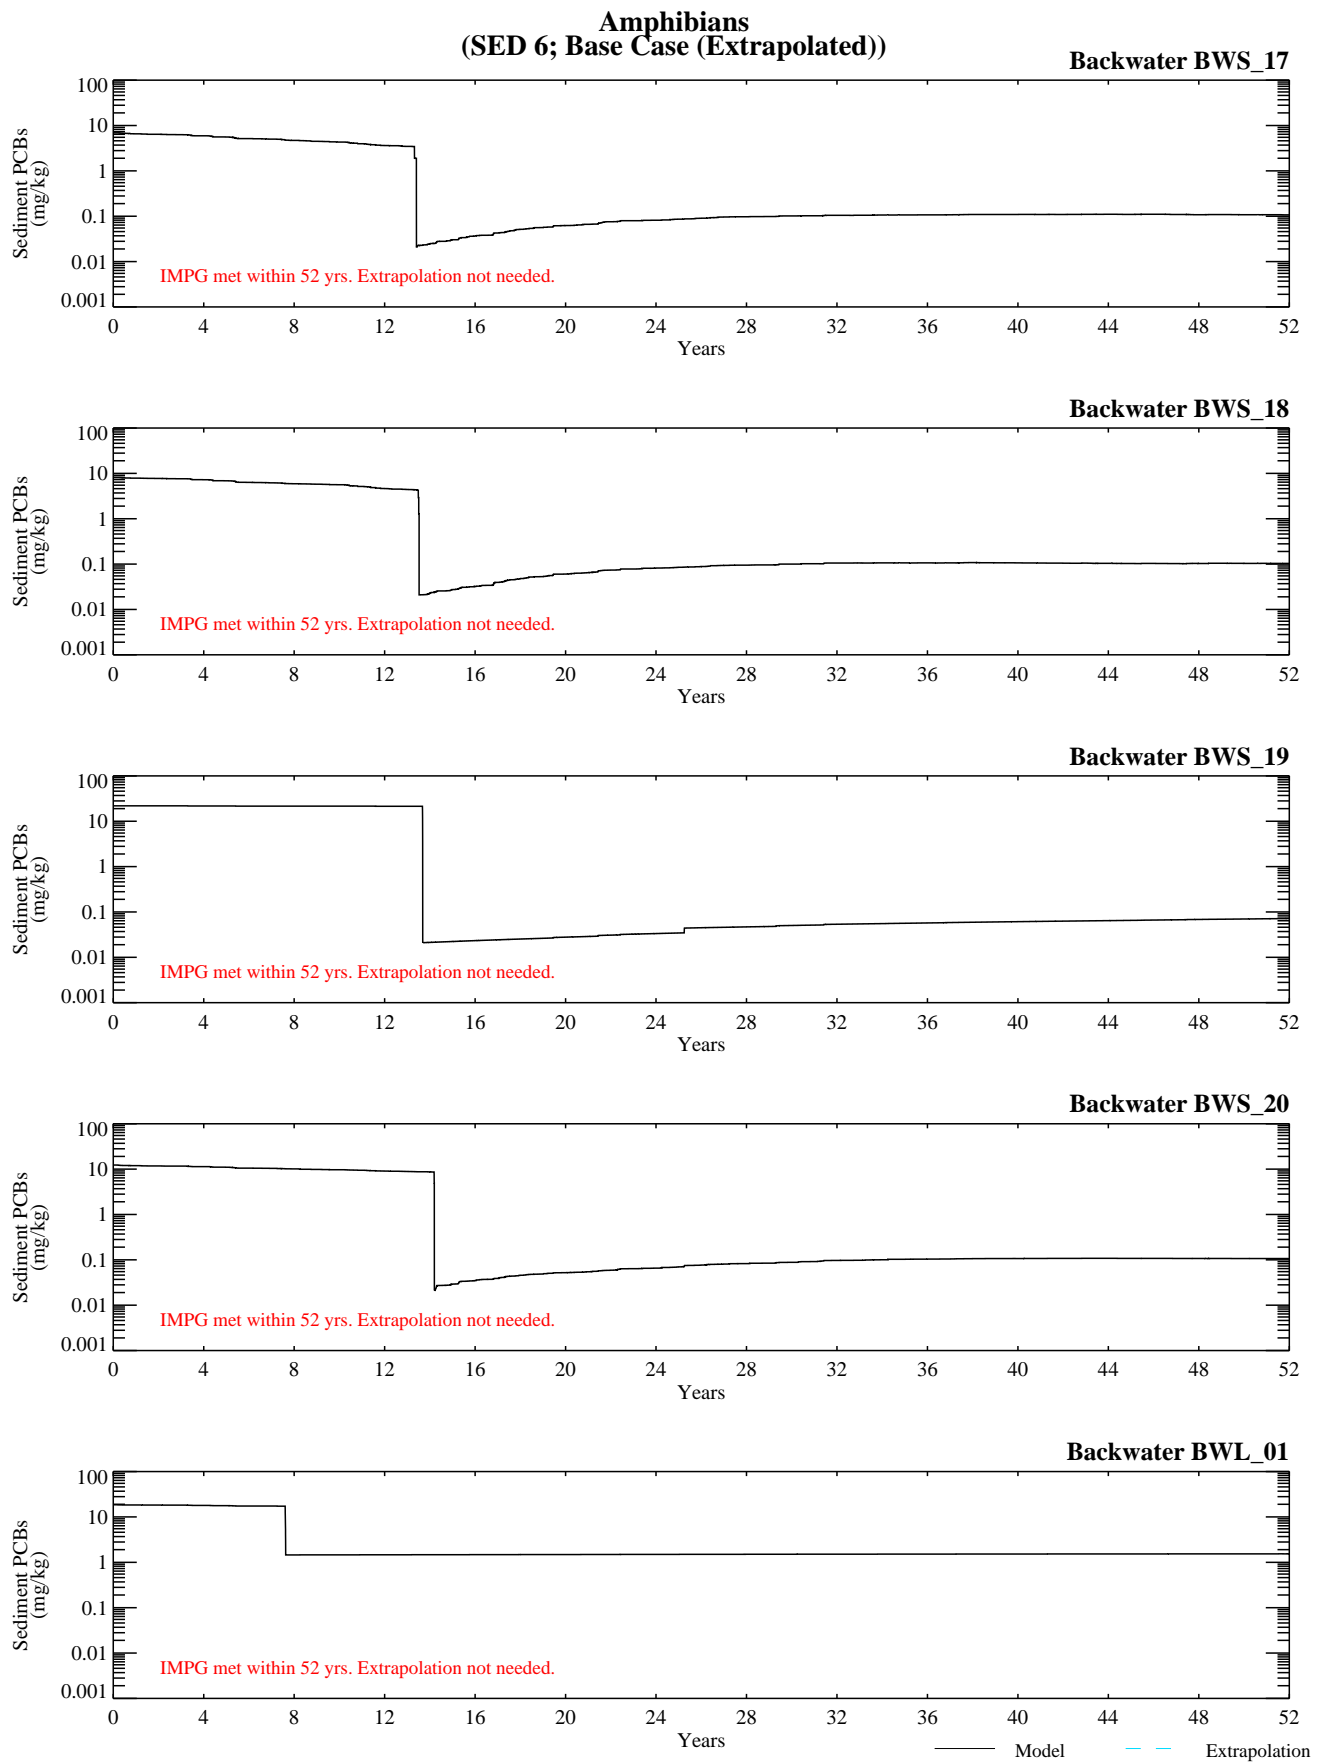 Amphibians
(SED 6; Base Case (Extrapolated))
Backwater BWS_17
100
10
1
0.1
0.01
0.001
Sediment PCBs
(mg/kg)
IMPG met within 52 yrs. Extrapolation not needed.
0 4 8 12 16 20 24 28 32 36 40 44 48 52
Years
Backwater BWS_18
100
10
1
0.1
0.01
0.001
Sediment PCBs
(mg/kg)
IMPG met within 52 yrs. Extrapolation not needed.
0 4 8 12 16 20 24 28 32 36 40 44 48 52
Years
Backwater BWS_19
100
10
1
0.1
0.01
0.001
Sediment PCBs
(mg/kg)
IMPG met within 52 yrs. Extrapolation not needed.
0 4 8 12 16 20 24 28 32 36 40 44 48 52
Years
Backwater BWS_20
100
10
1
0.1
0.01
0.001
Sediment PCBs
(mg/kg)
IMPG met within 52 yrs. Extrapolation not needed.
0 4 8 12 16 20 24 28 32 36 40 44 48 52
Years
Backwater BWL_01
100
10
1
0.1
0.01
0.001
Sediment PCBs
(mg/kg)
IMPG met within 52 yrs. Extrapolation not needed.
0 4 8 12 16 20 24 28 32 36 40 44 48 52
Years
Model Extrapolation